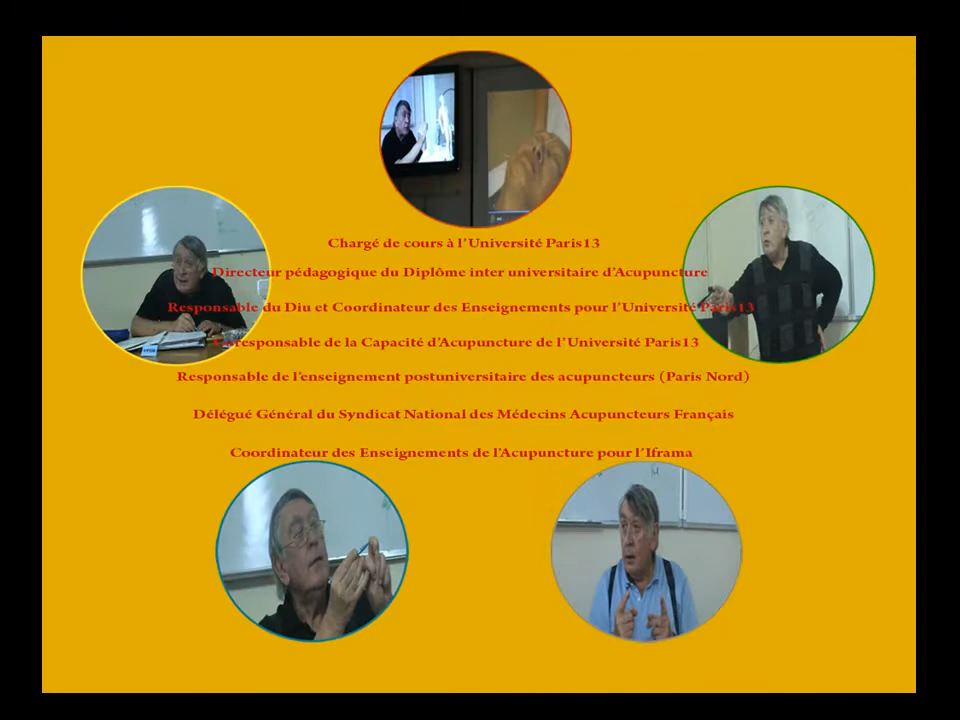 Chargé de cours à l'Université Paris13
Directeur pédagogique du Diplôme inter universitaire d'Acupuncture
Responsable du Diu et Coordinateur des Enseignements pour l'Université Paris13
Coresponsable de la Capacité d'Acupuncture de l'Université Paris13
Responsable de l'enseignement postuniversitaire des acupuncteurs (Paris Nord)
Délégué Général du Syndicat National des Médecins Acupuncteurs Français
Coordinateur des Enseignements de l'Acupuncture pour l'Iframa